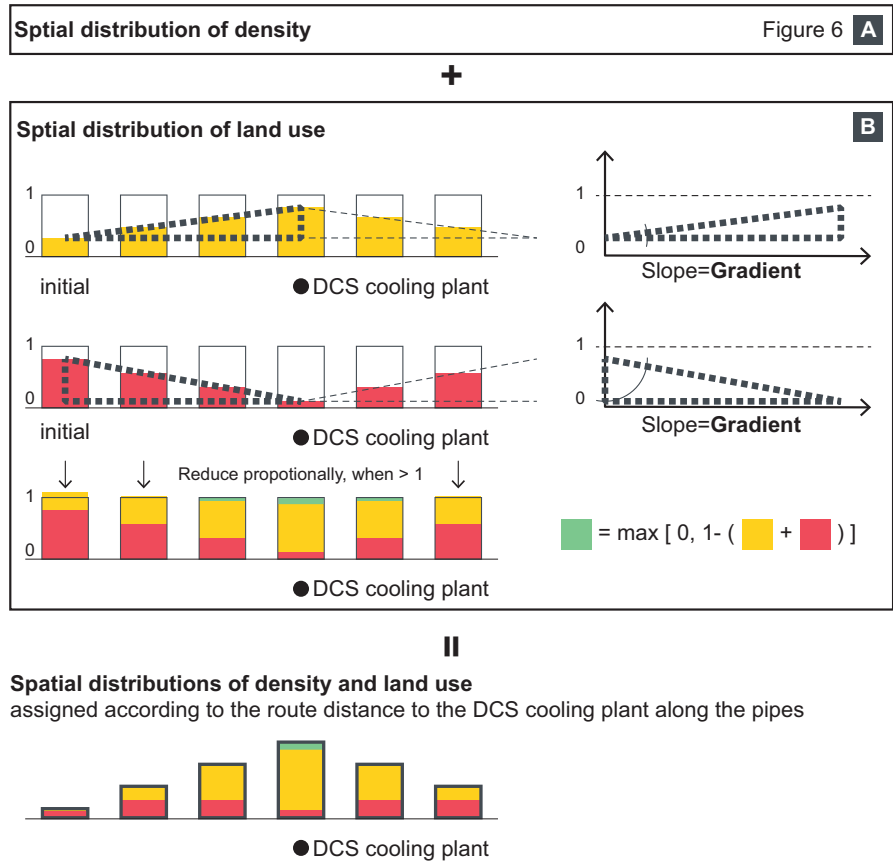 Sptial distribution of density Figure 6 A
+
Sptial distribution of land use B
1
0
initial
DCS cooling plant
1
0
Slope=Gradient
1
0
initial
DCS cooling plant
1
0
Slope=Gradient
Reduce propotionally, when > 1
1
0
DCS cooling plant
= max [ 0, 1- ( + ) ]
=
Spatial distributions of density and land use
assigned according to the route distance to the DCS cooling plant along the pipes
DCS cooling plant